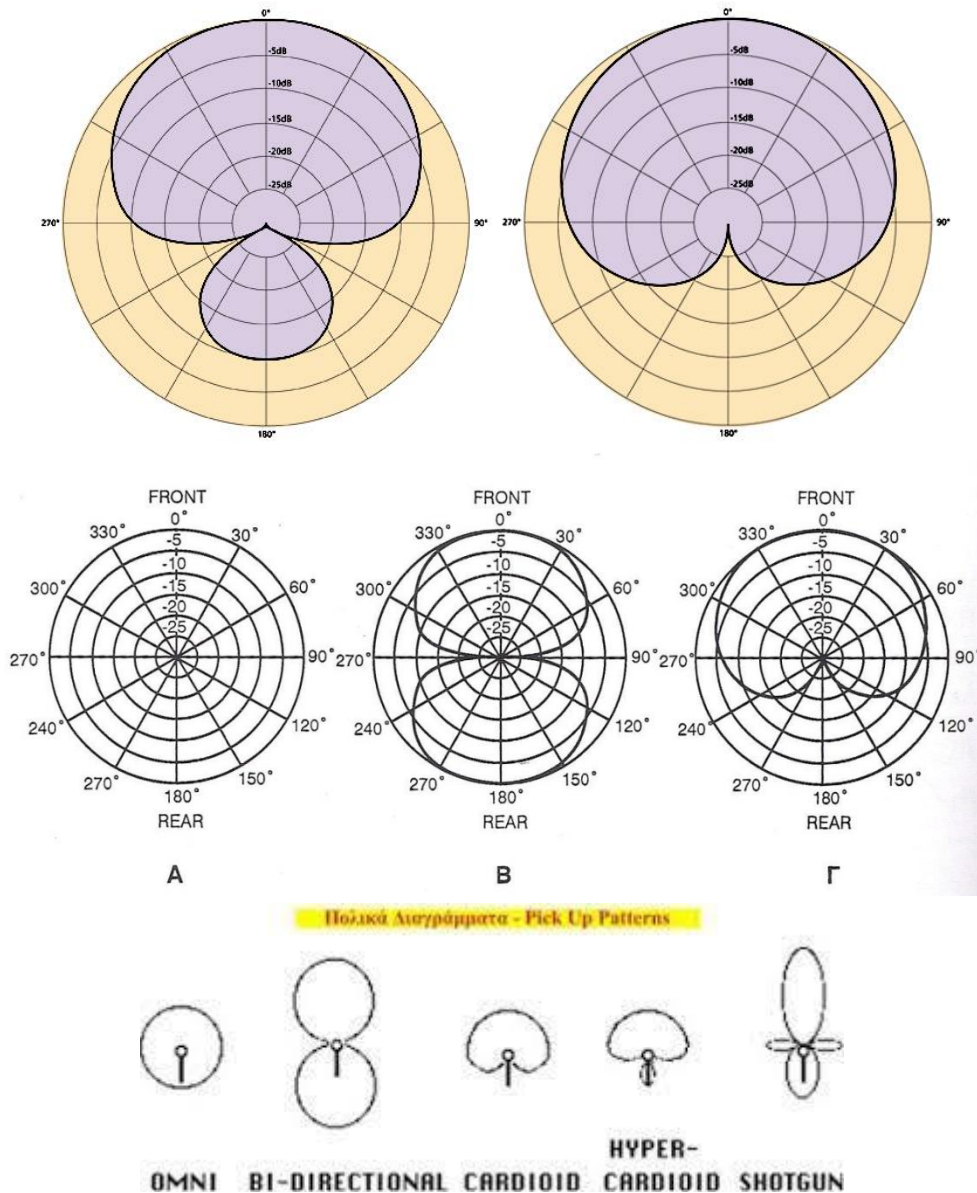 0°
0°
-5dB
-5dB
-10dB
-10dB
-15dB
-15dB
-20dB
-20dB
-25dB
-25dB
270°
90°
270°
90°
180°
180°
FRONT
FRONT
FRONT
0°
0°
0°
330°
30°
330°
30°
330°
30°
-5
-5
-5
-10
-10
-10
300°
60°
300°
60°
300°
60°
-15
-15
-15
-20
-20
-20
-25
-25
-25
270°
90°
270°
90°
270°
90°
240°
120°
240°
120°
240°
120°
270°
150°
270°
150°
270°
150°
180°
180°
180°
REAR
REAR
REAR
Α
Β
Γ
Πολικά Διαγράμματα - Pick Up Patterns
OMNI
BI-DIRECTIONAL
CARDIOID
HYPER-
CARDIOID
SHOTGUN